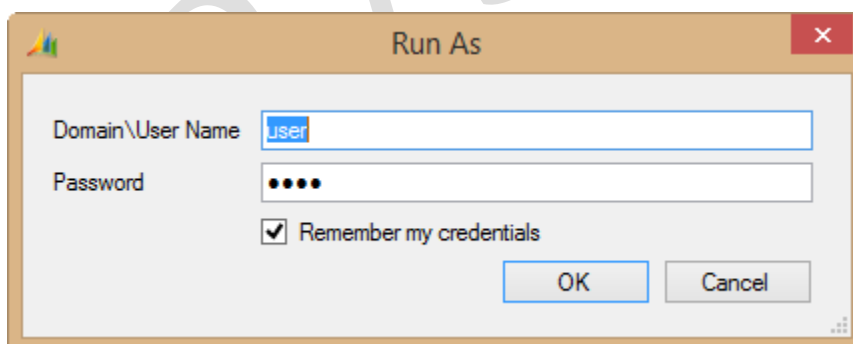 Run As
Domain\User Name user
Password ••••
Remember my credentials
OK Cancel